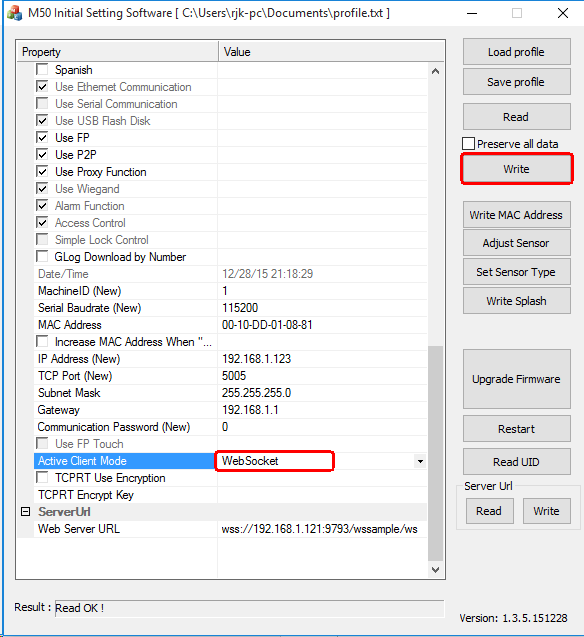 M50 Initial Setting Software [ C:\Users\rjk-pc\Documents\profile.txt ]
Property Value
Spanish
Use Ethernet Communication
Use Serial Communication
Use USB Flash Disk
Use FP
Use P2P
Use Proxy Function
Use Wiegand
Alarm Function
Access Control
Simple Lock Control
GLog Download by Number
Date/Time 12/28/15 21:18:29
MachineID (New) 1
Serial Baudrate (New) 115200
MAC Address 00-10-DD-01-08-81
Increase MAC Address When "...
IP Address (New) 192.168.1.123
TCP Port (New) 5005
Subnet Mask 255.255.255.0
Gateway 192.168.1.1
Communication Password (New) 0
Use FP Touch
Active Client Mode WebSocket
TCPRT Use Encryption
TCPRT Encrypt Key
ServerUrl
Web Server URL wss://192.168.1.121:9793/wssample/ws
Load profile
Save profile
Read
Preserve all data
Write
Write MAC Address
Adjust Sensor
Set Sensor Type
Write Splash
Upgrade Firmware
Restart
Read UID
Server Url
Read Write
Result : Read OK !
Version: 1.3.5.151228